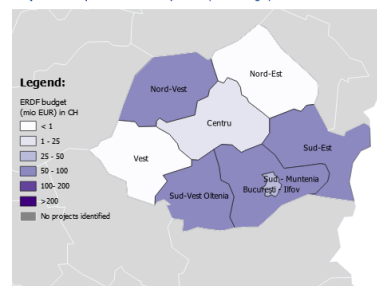 Legend:
ERDF budget
(mio EUR) in CH
< 1
1 - 25
25 - 50
50 - 100
100- 200
>200
No projects identified
Nord-Est
Nord-Vest
Centru
Sud-Est
Vest
Sud - Muntenia
Bucuresti - Ilfov
Sud-Vest Oltenia